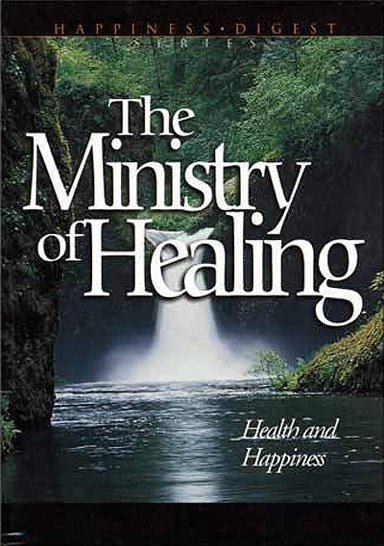 HAPPINESS · DIGEST
SERIES
The
Ministry
of Healing
Health and
Happiness